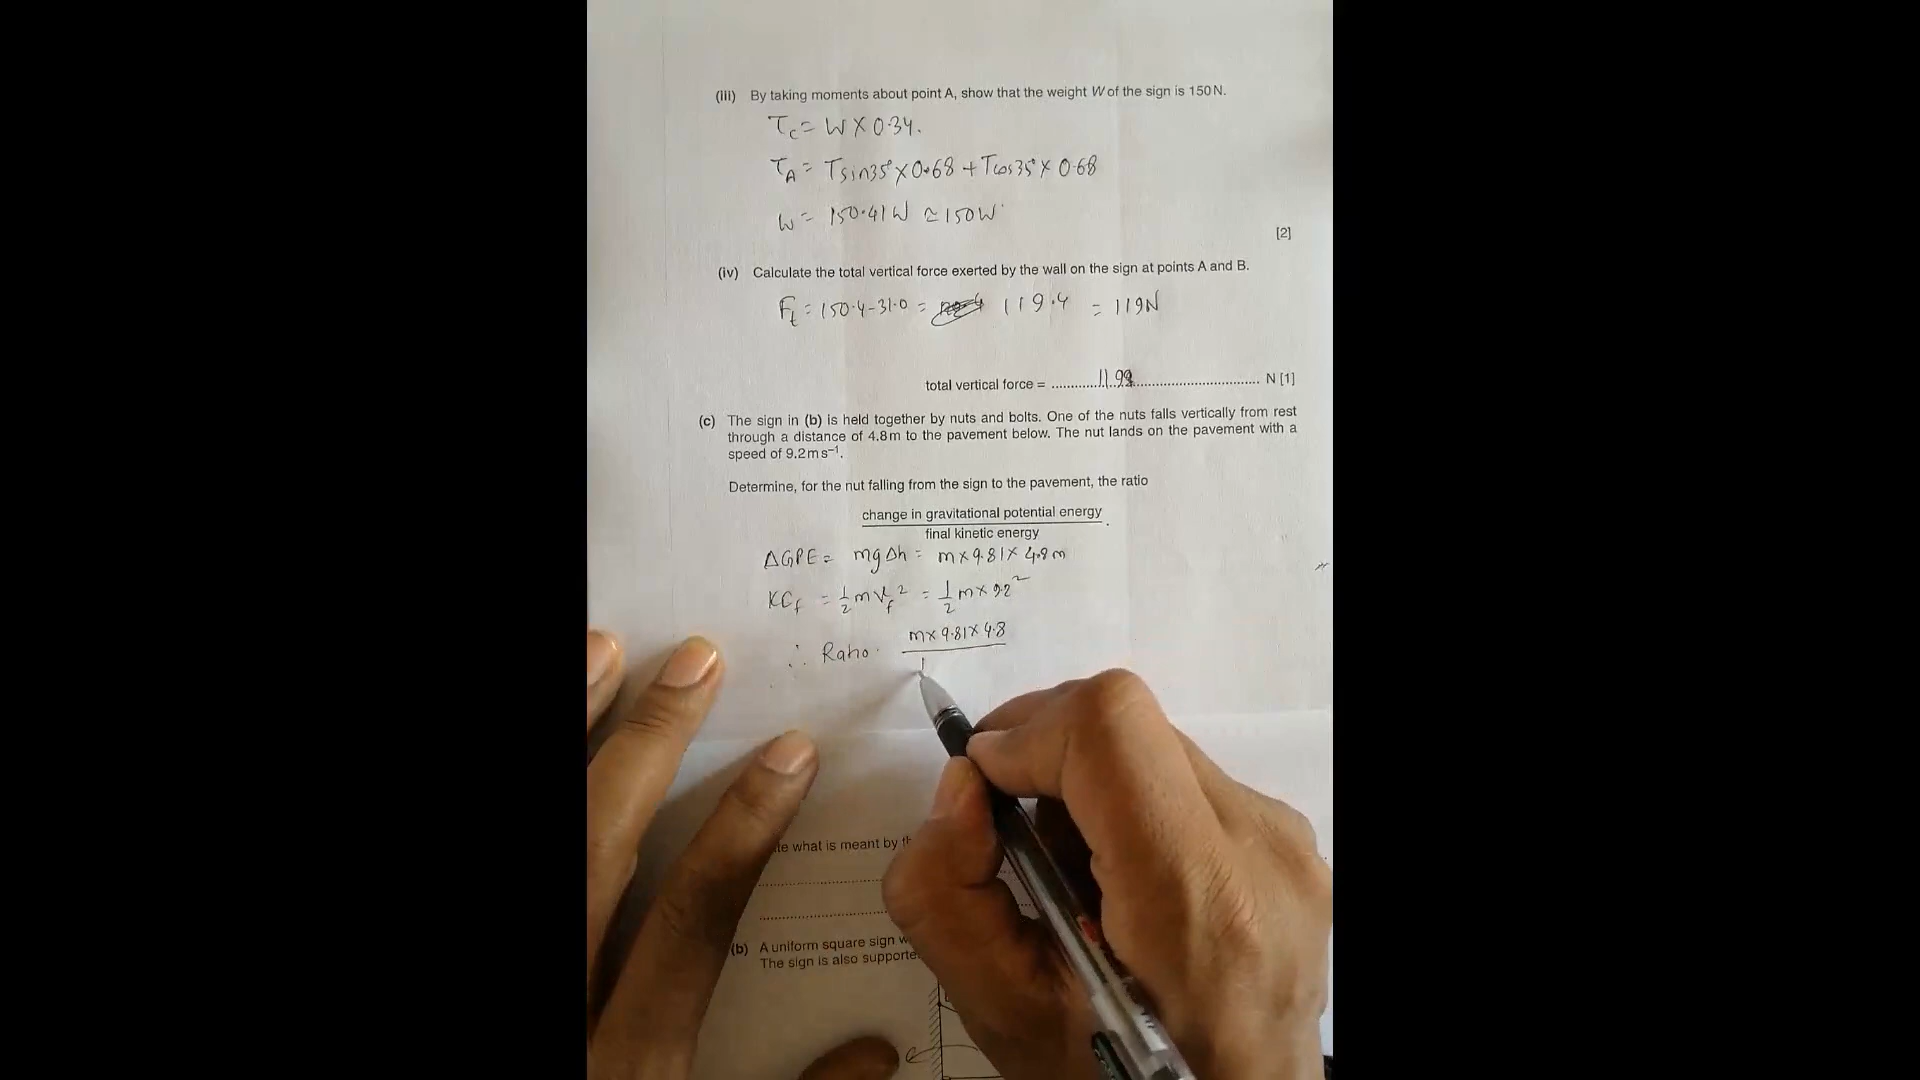 (iii) By taking moments about point A, show that the weight W of the sign is 150N.
τc = W X 0.34.
τA = Tsin35° X 0.68 + Tcos35° X 0.68
W = 150.41W ≃ 150W
[2]
(iv) Calculate the total vertical force exerted by the wall on the sign at points A and B.
Ft = 150.4-31.0 = 119.4 = 119N
total vertical force = N [1]
(c) The sign in (b) is held together by nuts and bolts. One of the nuts falls vertically from rest
through a distance of 4.8m to the pavement below. The nut lands on the pavement with a
speed of 9.2ms⁻¹.
Determine, for the nut falling from the sign to the pavement, the ratio
change in gravitational potential energy
final kinetic energy .
ΔGPE = mgΔh = m x 9.81 x 4.8m
= 1/2 m = 1/2 m x 9.2²
∴ Ratio m x 9.81 x 4.8
1
what is meant by
(b) A uniform square sign
The sign is also